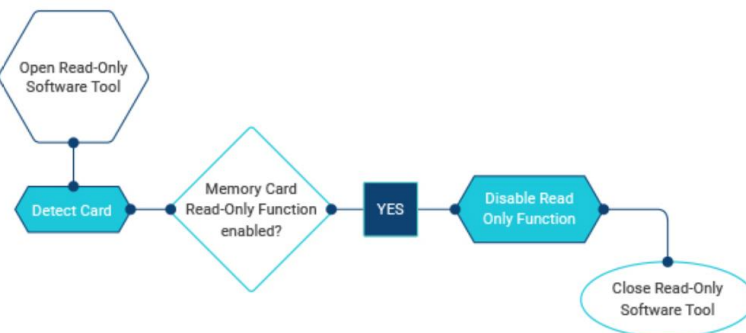 Open Read-Only
Software Tool
Detect Card
Memory Card
Read-Only Function
enabled?
YES
Disable Read
Only Function
Close Read-Only
Software Tool